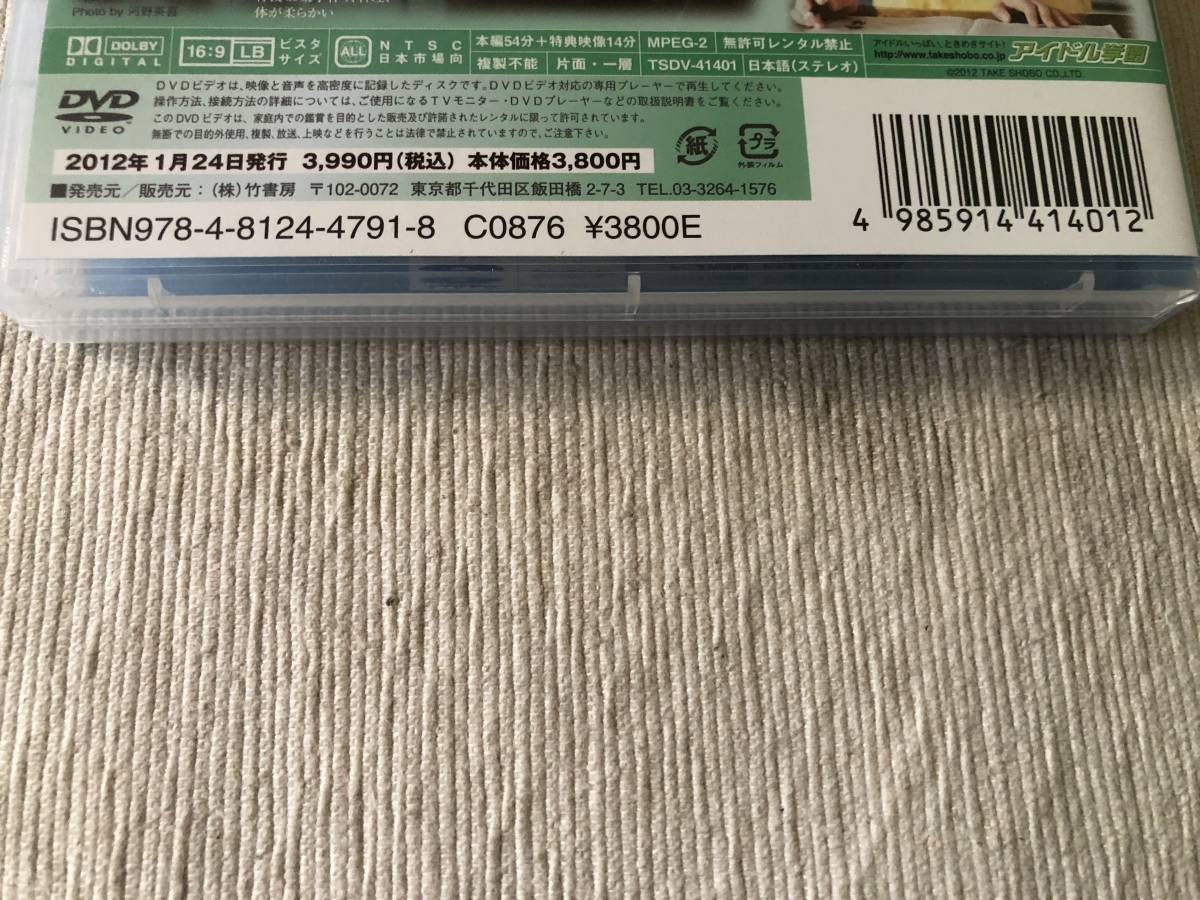 Photo by 河野英喜
体が柔らかい
DOLBY
DIGITAL
16:9 LB ビスタサイズ
ALL NTSC 日本市場向
本編54分+特典映像14分
複製不能 片面・一層
MPEG-2 無許可レンタル禁止
TSDV-41401 日本語(ステレオ)
アイドルいっぱい、ときめきサイト!
http://www.takeshobo.co.jp
アイドル学園
©2012 TAKE SHOBO CO.,LTD.
DVD
VIDEO
DVDビデオは、映像と音声を高密度に記録したディスクです。DVDビデオ対応の専用プレーヤーで再生してください。
操作方法、接続方法の詳細については、ご使用になるTVモニター・DVDプレーヤーなどの取扱説明書をご覧ください。
このDVDビデオは、家庭内での鑑賞を目的とした販売及び許諾されたレンタルに限って許可されています。
無断での目的外使用、複製、放送、上映などを行うことは法律で禁止されていますので、ご注意下さい。
紙
プラ
外装フィルム
2012年1月24日発行 3,990円(税込) 本体価格3,800円
■発売元/販売元:(株)竹書房 〒102-0072 東京都千代田区飯田橋2-7-3 TEL.03-3264-1576
ISBN978-4-8124-4791-8 C0876 ¥3800E
4 985914 414012